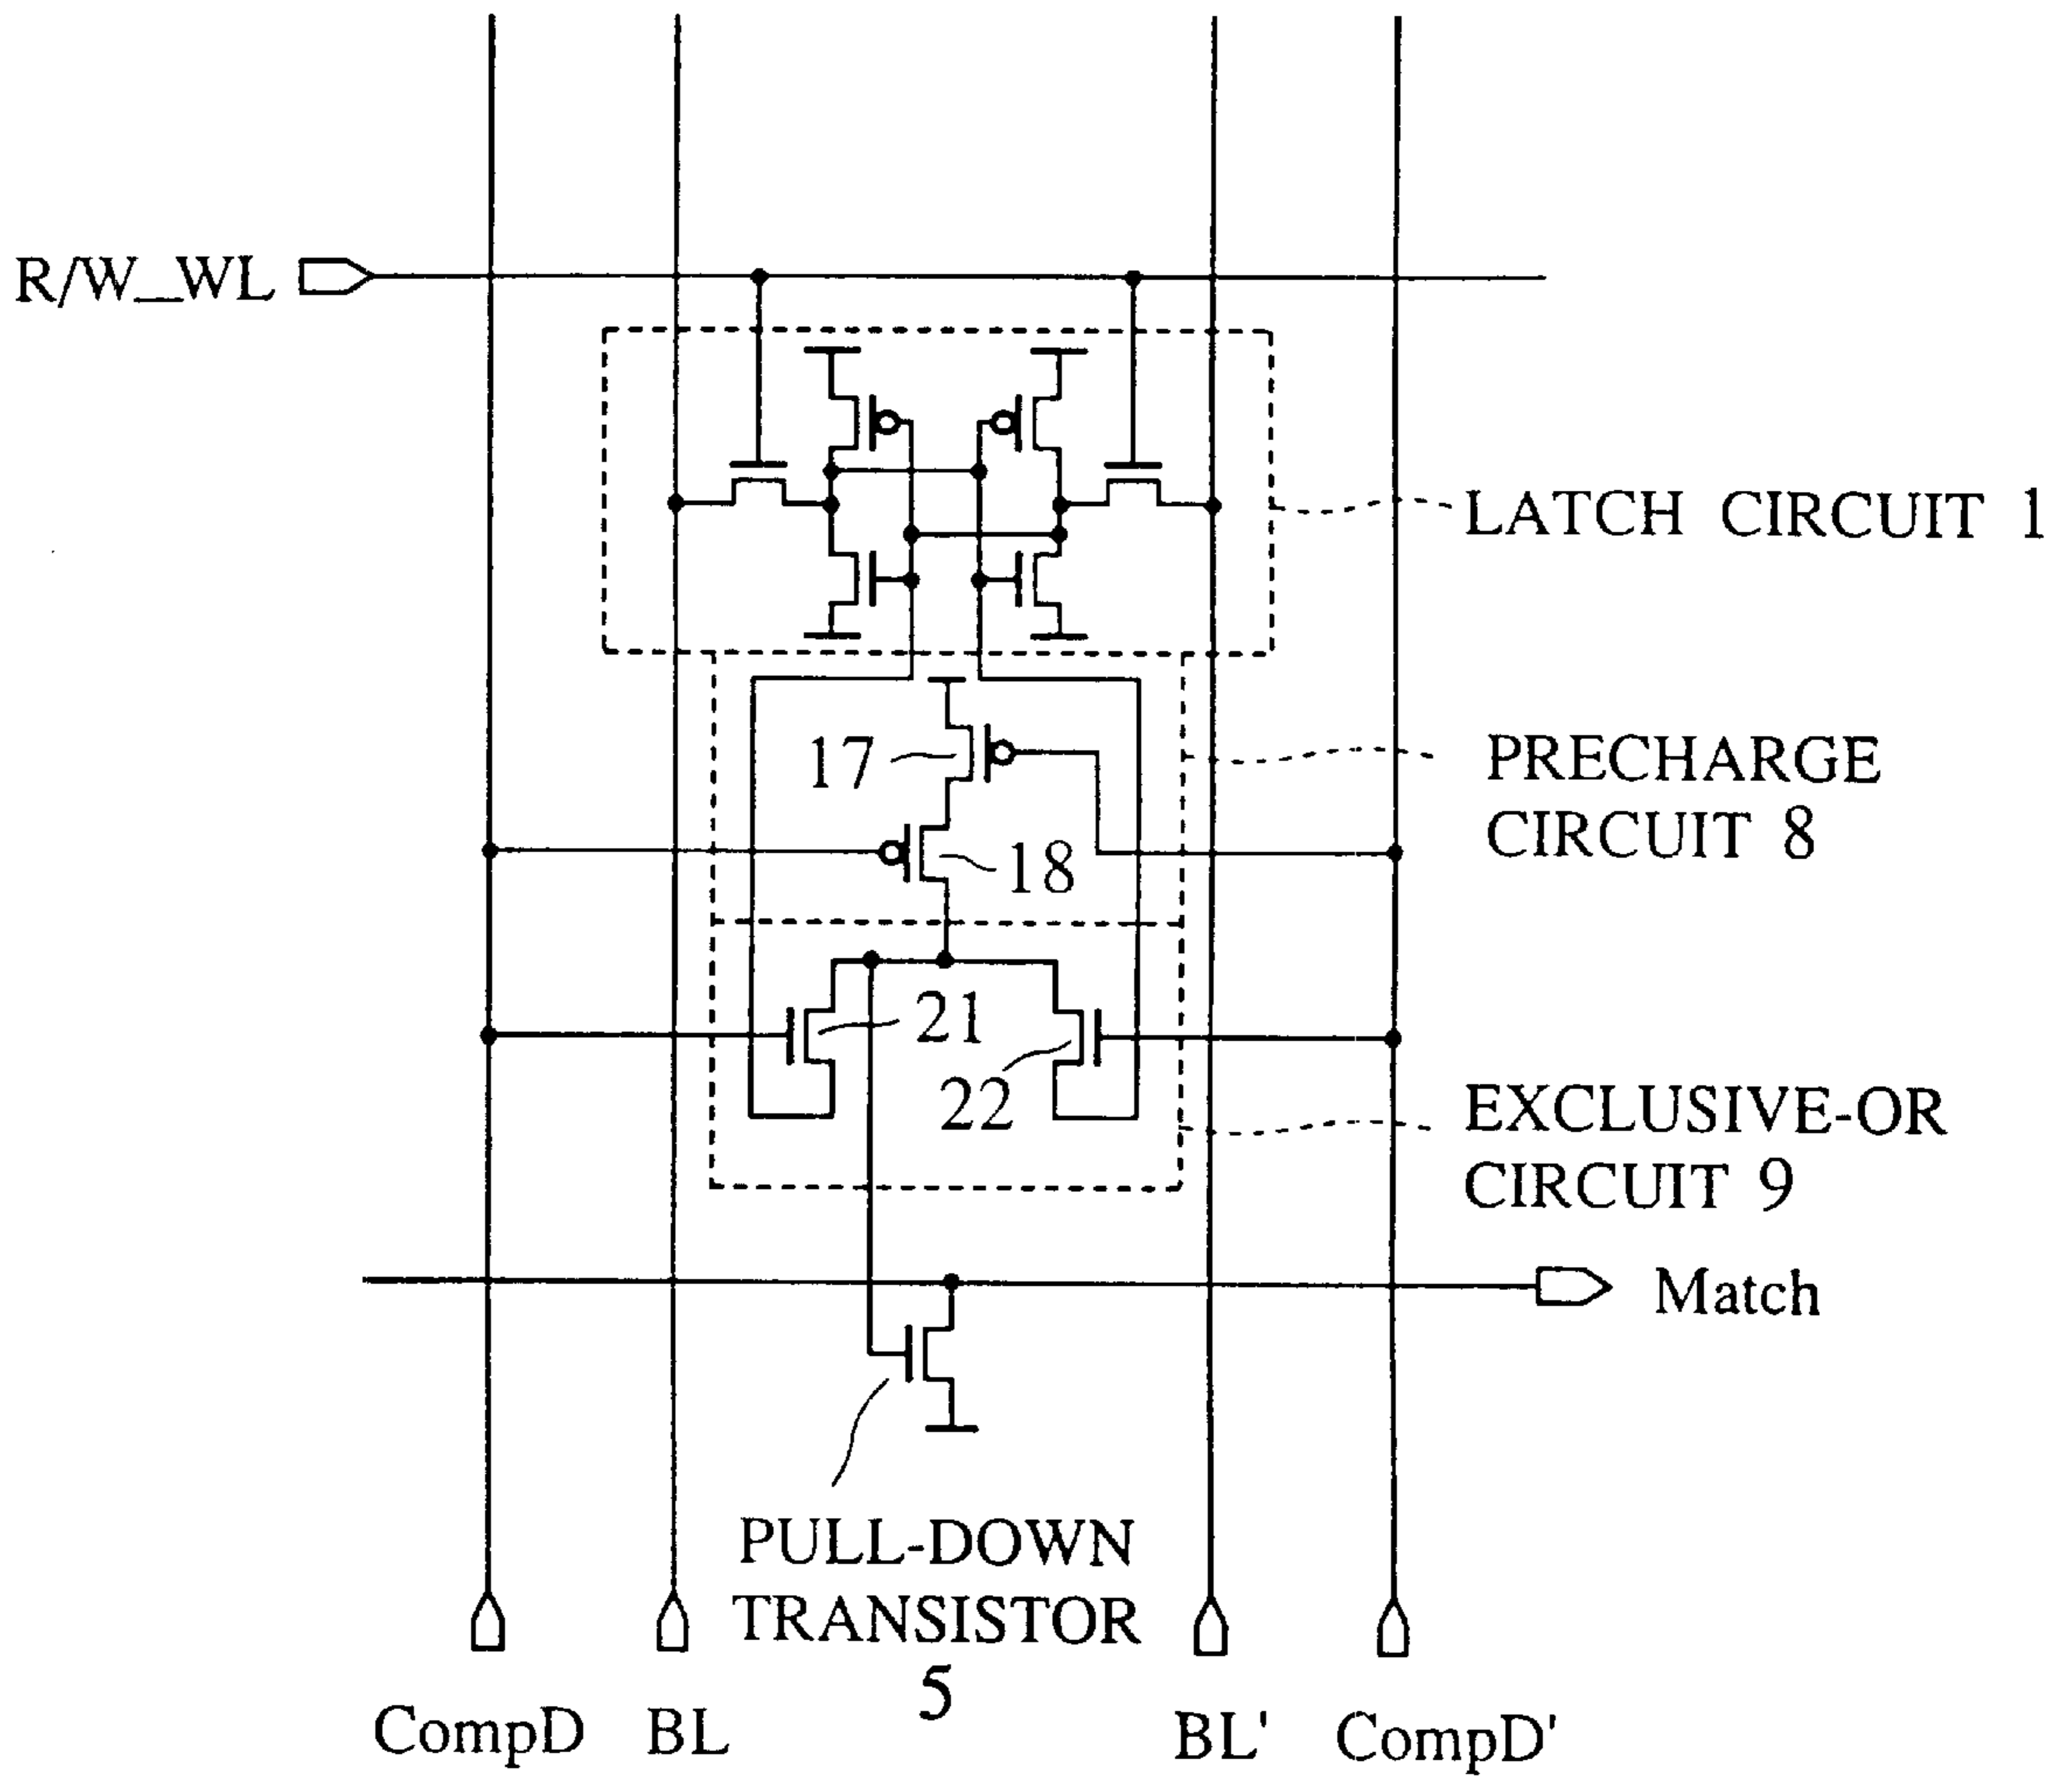 R/W_WL
LATCH CIRCUIT 1
17
PRECHARGE
CIRCUIT 8
18
21
22
EXCLUSIVE-OR
CIRCUIT 9
Match
PULL-DOWN
TRANSISTOR
5
CompD
BL
BL'
CompD'